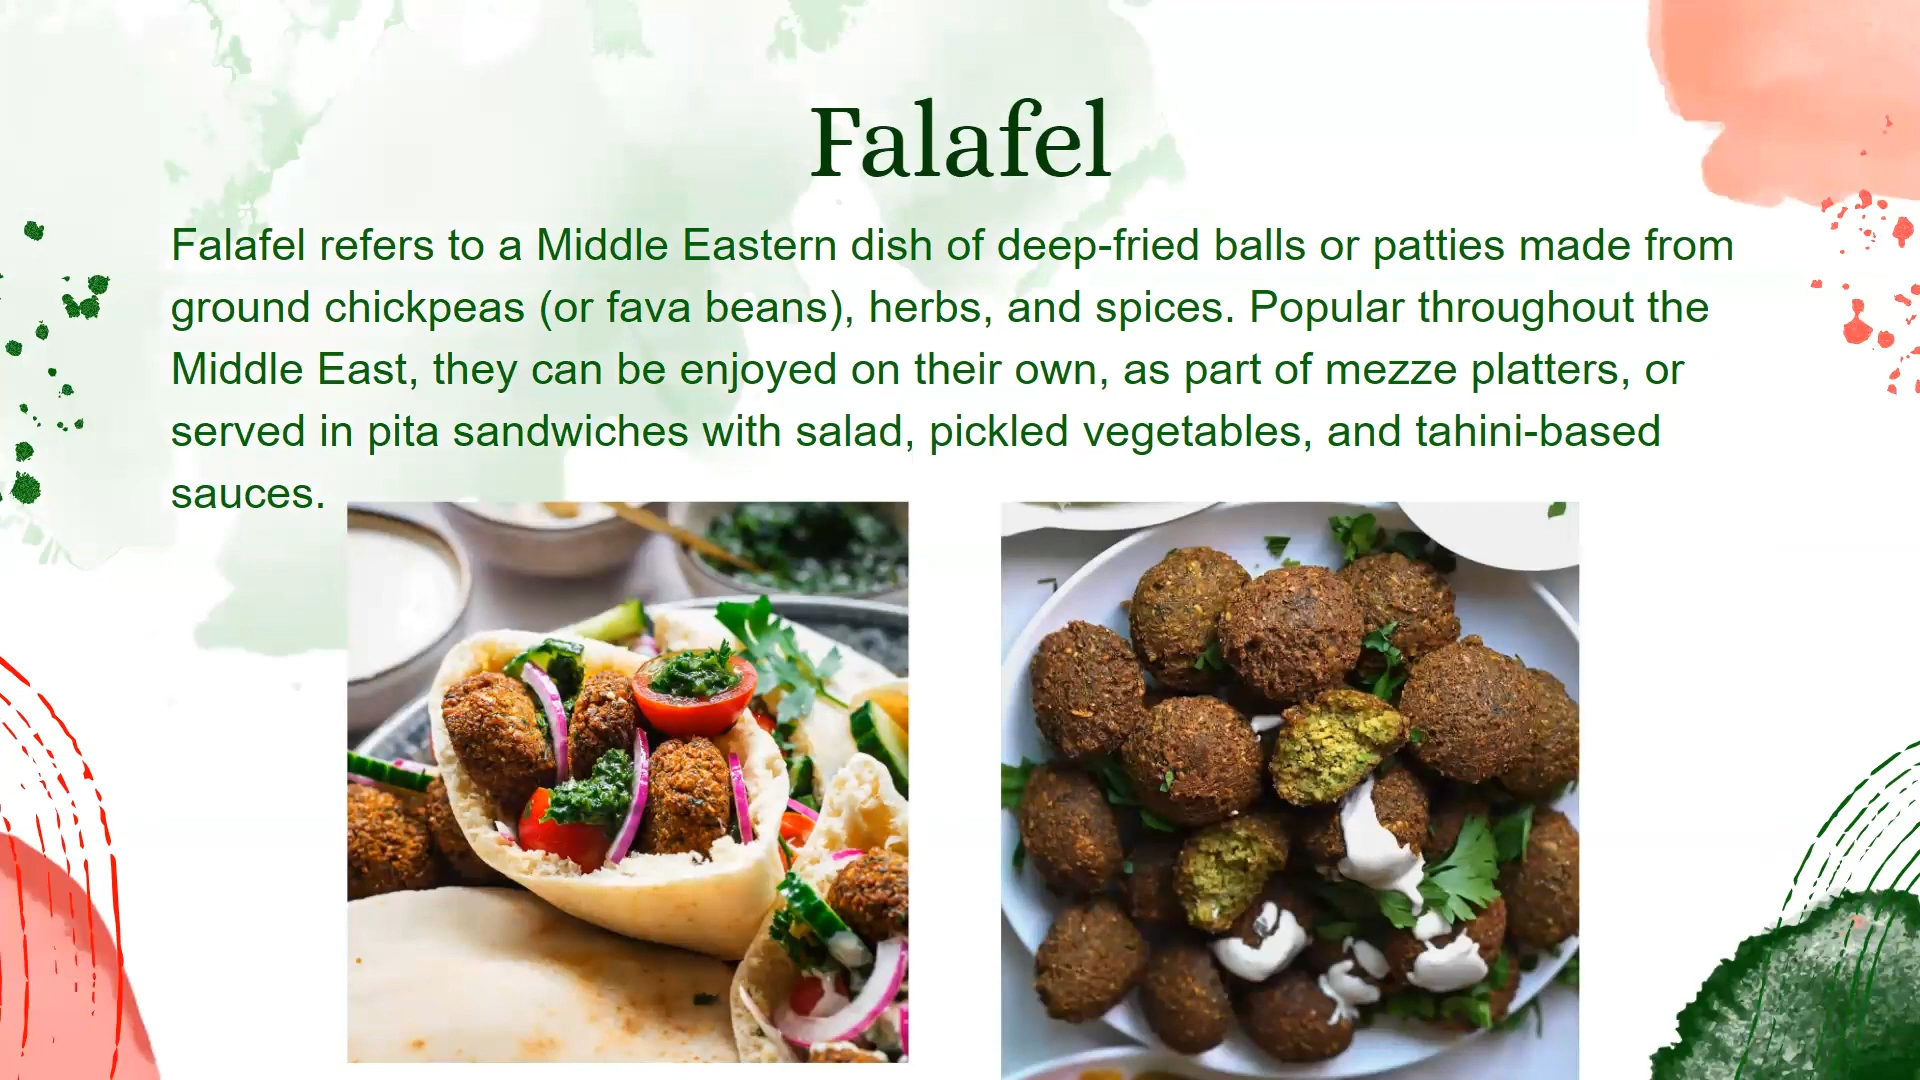 Falafel
Falafel refers to a Middle Eastern dish of deep-fried balls or patties made from
ground chickpeas (or fava beans), herbs, and spices. Popular throughout the
Middle East, they can be enjoyed on their own, as part of mezze platters, or
served in pita sandwiches with salad, pickled vegetables, and tahini-based
sauces.